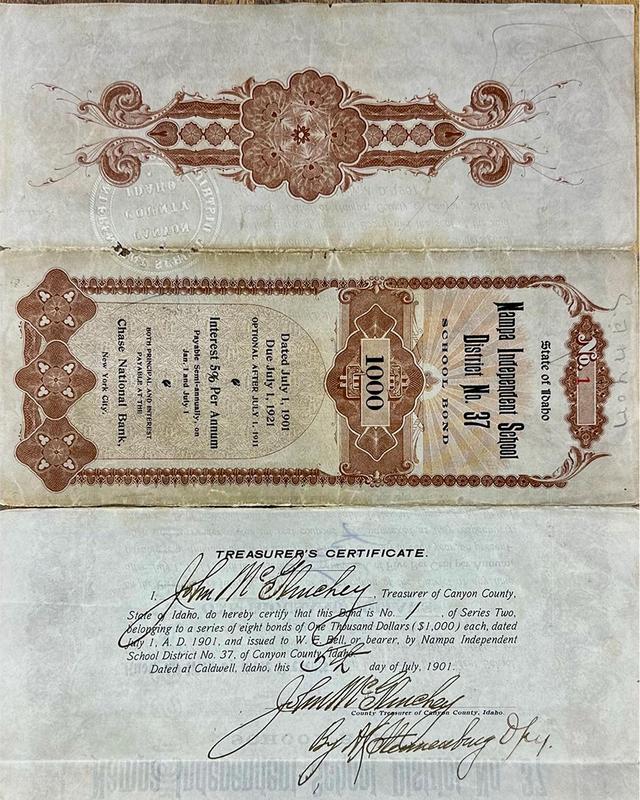 State of Idaho
No. 1
Nampa Independent School
District No. 37
SCHOOL BOND
1000
Dated July 1, 1901
Due July 1, 1921
OPTIONAL AFTER JULY 1, 1911
Interest 5% Per Annum
Payable, Semi-annually, on
Jan. 1 and July 1
BOTH PRINCIPAL AND INTEREST
PAYABLE AT THE
Chase National Bank,
New York City.
CANYON
COUNTY
IDAHO
TREASURER'S CERTIFICATE.
I, John McGlinchey, Treasurer of Canyon County,
State of Idaho, do hereby certify that this Bond is No. 1, of Series Two,
belonging to a series of eight bonds of One Thousand Dollars ($1,000) each, dated
July 1, A. D. 1901, and issued to W. E. Bell, or bearer, by Nampa Independent
School District No. 37, of Canyon County, Idaho.
Dated at Caldwell, Idaho, this 5th day of July, 1901.
John McGlinchey
County Treasurer of Canyon County, Idaho.
By
Dpy.